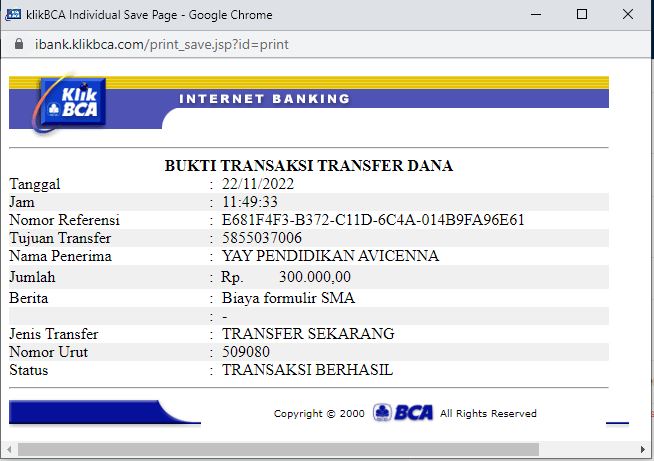 klikBCA Individual Save Page - Google Chrome
ibank.klikbca.com/print_save.jsp?id=print
Klik BCA INTERNET BANKING
BUKTI TRANSAKSI TRANSFER DANA
Tanggal : 22/11/2022
Jam : 11:49:33
Nomor Referensi : E681F4F3-B372-C11D-6C4A-014B9FA96E61
Tujuan Transfer : 5855037006
Nama Penerima : YAY PENDIDIKAN AVICENNA
Jumlah : Rp. 300.000,00
Berita : Biaya formulir SMA
: -
Jenis Transfer : TRANSFER SEKARANG
Nomor Urut : 509080
Status : TRANSAKSI BERHASIL
Copyright © 2000 BCA All Rights Reserved